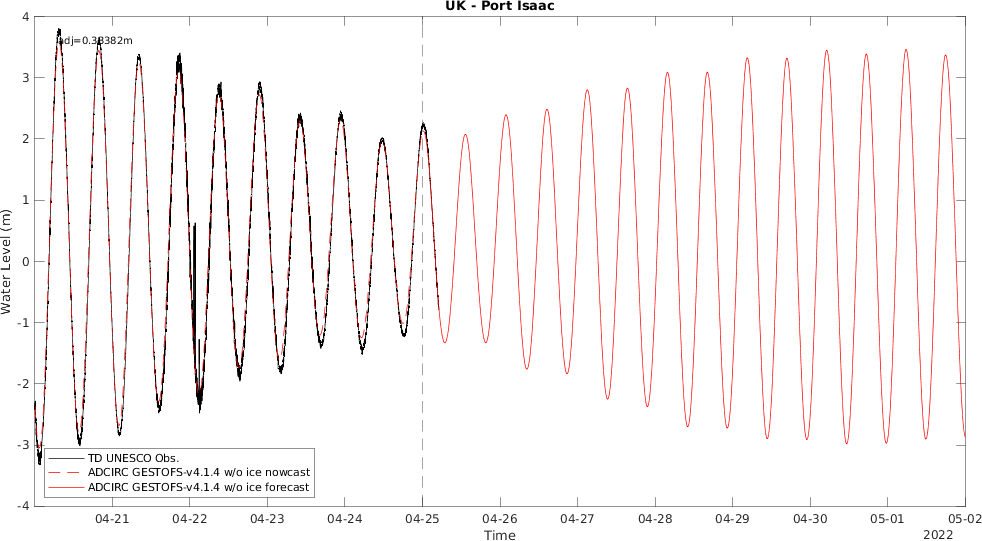 UK - Port Isaac
adj=0.33382m
Water Level (m)
4
3
2
1
0
-1
-2
-3
-4
TD UNESCO Obs.
ADCIRC GESTOFS-v4.1.4 w/o ice nowcast
ADCIRC GESTOFS-v4.1.4 w/o ice forecast
04-21 04-22 04-23 04-24 04-25 04-26 04-27 04-28 04-29 04-30 05-01 05-02
Time
2022